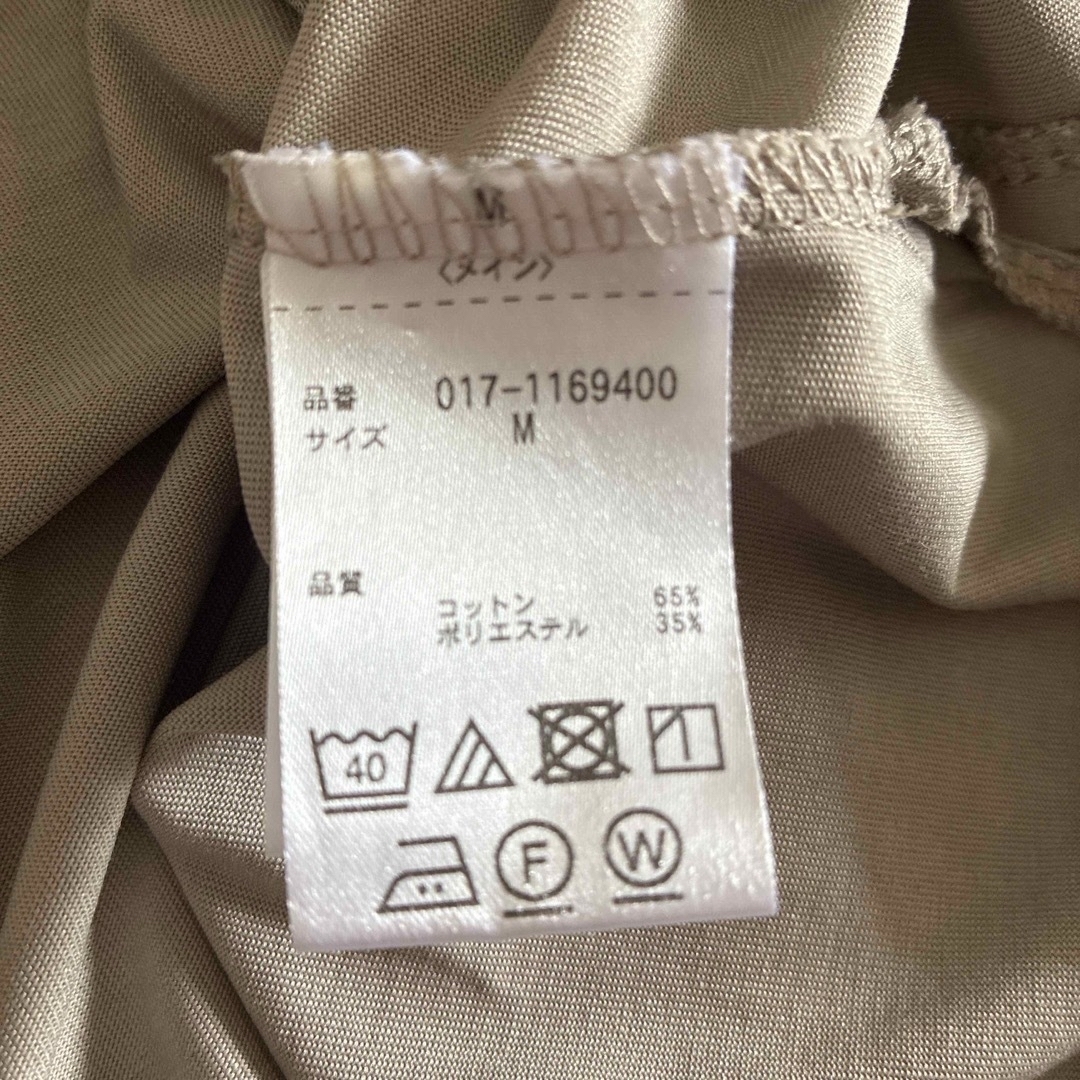 M
〈メイン〉
品番 017-1169400
サイズ M
品質
コットン 65%
ポリエステル 35%
40
F W